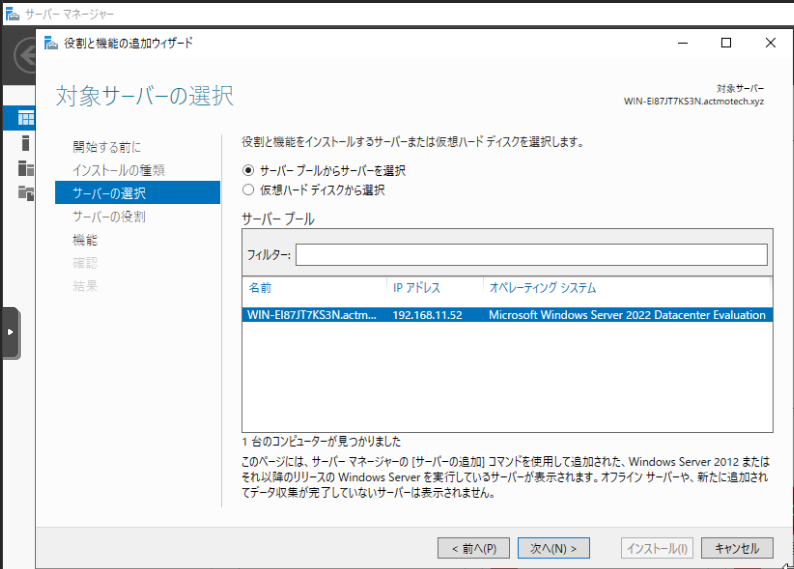 サーバー マネージャー
役割と機能の追加ウィザード
対象サーバーの選択
対象サーバー
WIN-EI87JT7KS3N.actmotech.xyz
開始する前に
インストールの種類
サーバーの選択
サーバーの役割
機能
確認
結果
役割と機能をインストールするサーバーまたは仮想ハード ディスクを選択します。
サーバー プールからサーバーを選択
仮想ハード ディスクから選択
サーバー プール
フィルター:
名前 IP アドレス オペレーティング システム
WIN-EI87JT7KS3N.actm... 192.168.11.52 Microsoft Windows Server 2022 Datacenter Evaluation
1 台のコンピューターが見つかりました
このページには、サーバー マネージャーの [サーバーの追加] コマンドを使用して追加された、Windows Server 2012 または
それ以降のリリースの Windows Server を実行しているサーバーが表示されます。オフライン サーバーや、新たに追加され
てデータ収集が完了していないサーバーは表示されません。
< 前へ(P) 次へ(N) > インストール(I) キャンセル